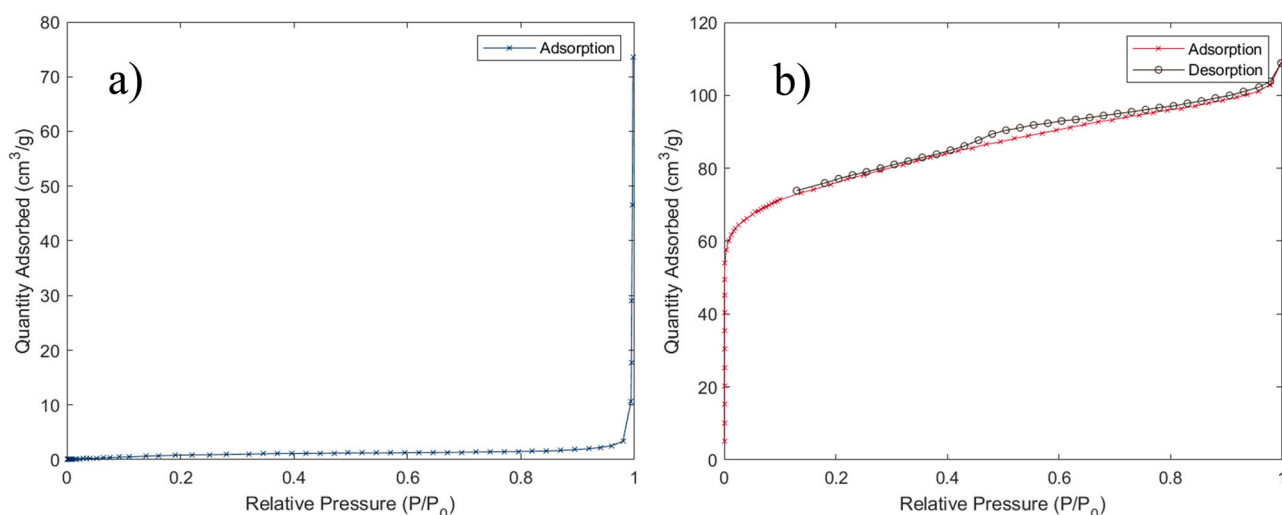 a)
Adsorption
80
70
60
50
40
30
20
10
0
Quantity Adsorbed (cm³/g)
0 0.2 0.4 0.6 0.8 1
Relative Pressure (P/P₀)
b)
Adsorption
Desorption
120
100
80
60
40
20
0
Quantity Adsorbed (cm³/g)
0 0.2 0.4 0.6 0.8 1
Relative Pressure (P/P₀)